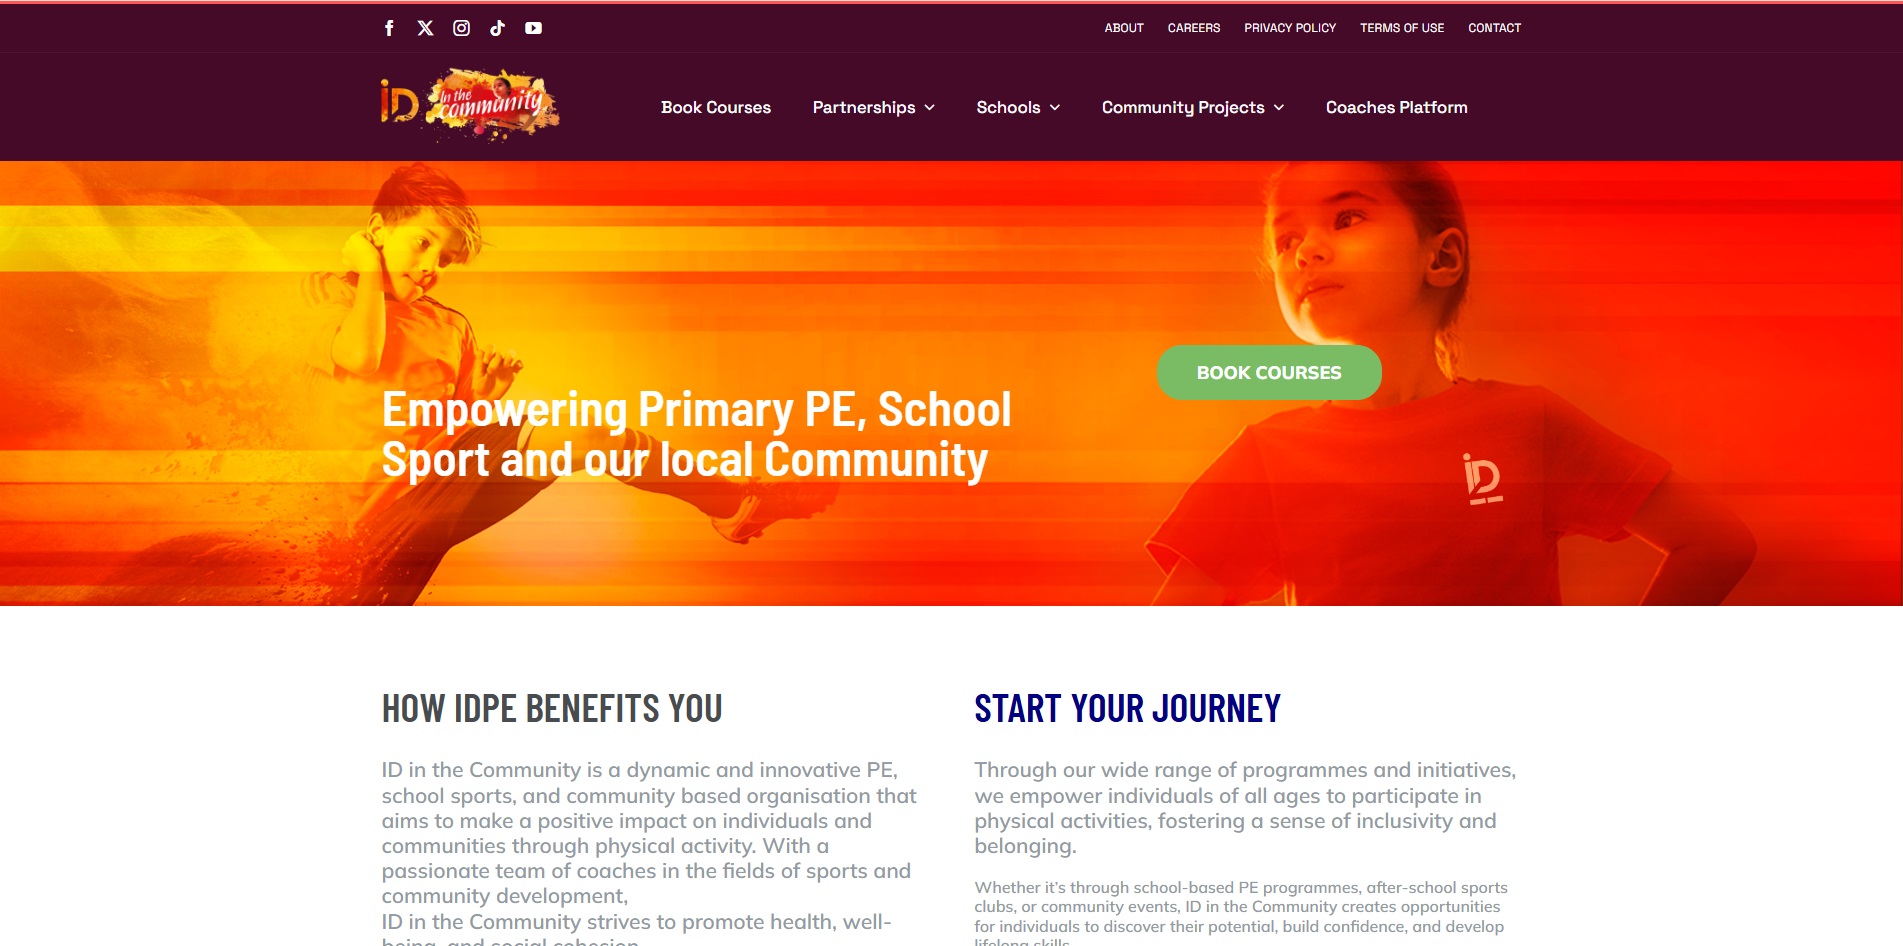 ABOUT CAREERS PRIVACY POLICY TERMS OF USE CONTACT
iD In the community
Book Courses Partnerships Schools Community Projects Coaches Platform
BOOK COURSES
Empowering Primary PE, School
Sport and our local Community
iD
HOW IDPE BENEFITS YOU
ID in the Community is a dynamic and innovative PE,
school sports, and community based organisation that
aims to make a positive impact on individuals and
communities through physical activity. With a
passionate team of coaches in the fields of sports and
community development,
ID in the Community strives to promote health, well-
being, and social cohesion
START YOUR JOURNEY
Through our wide range of programmes and initiatives,
we empower individuals of all ages to participate in
physical activities, fostering a sense of inclusivity and
belonging.
Whether it's through school-based PE programmes, after-school sports
clubs, or community events, ID in the Community creates opportunities
for individuals to discover their potential, build confidence, and develop
lifelong skills